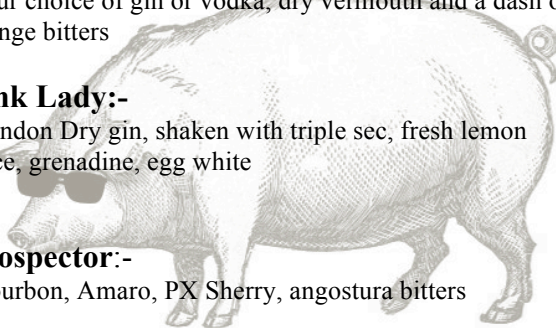 ur choice of gin or vodka, dry vermouth and a dash o
nge bitters
nk Lady:-
ndon Dry gin, shaken with triple sec, fresh lemon
ce, grenadine, egg white
ospector:-
urbon, Amaro, PX Sherry, angostura bitters